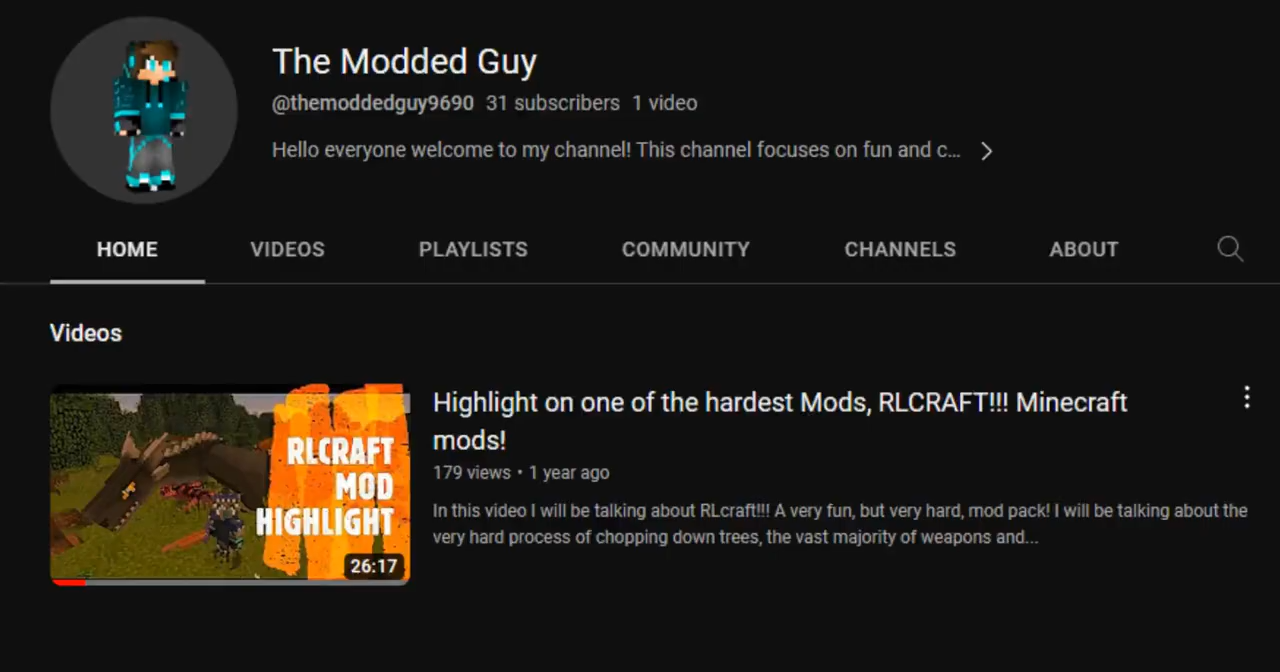 The Modded Guy
@themoddedguy9690 31 subscribers 1 video
Hello everyone welcome to my channel! This channel focuses on fun and c...
HOME VIDEOS PLAYLISTS COMMUNITY CHANNELS ABOUT
Videos
RLCRAFT
MOD
HIGHLIGHT
26:17
Highlight on one of the hardest Mods, RLCRAFT!!! Minecraft
mods!
179 views • 1 year ago
In this video I will be talking about RLcraft!!! A very fun, but very hard, mod pack! I will be talking about the
very hard process of chopping down trees, the vast majority of weapons and...